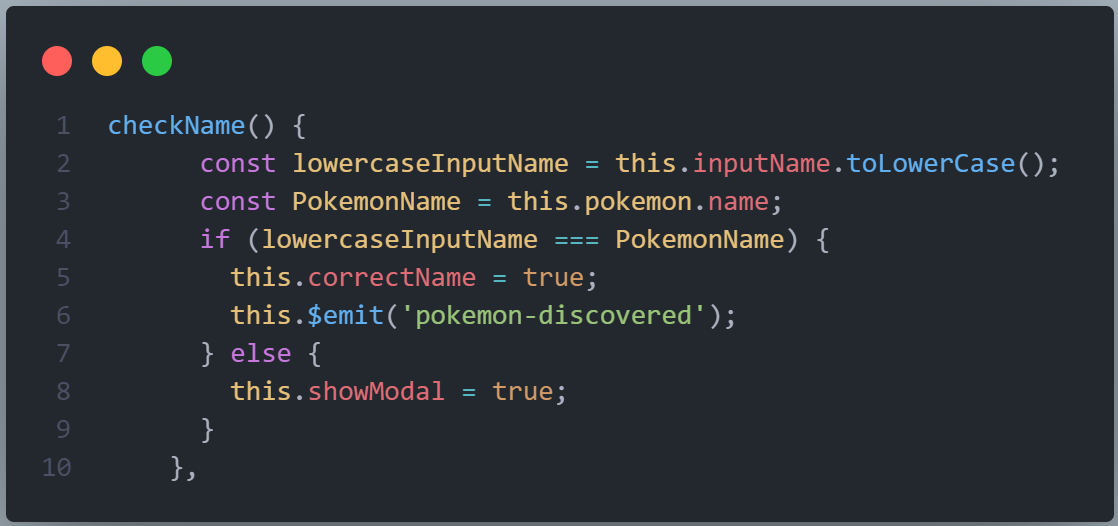 1 checkName() {
2 const lowercaseInputName = this.inputName.toLowerCase();
3 const PokemonName = this.pokemon.name;
4 if (lowercaseInputName === PokemonName) {
5 this.correctName = true;
6 this.$emit('pokemon-discovered');
7 } else {
8 this.showModal = true;
9 }
10 },